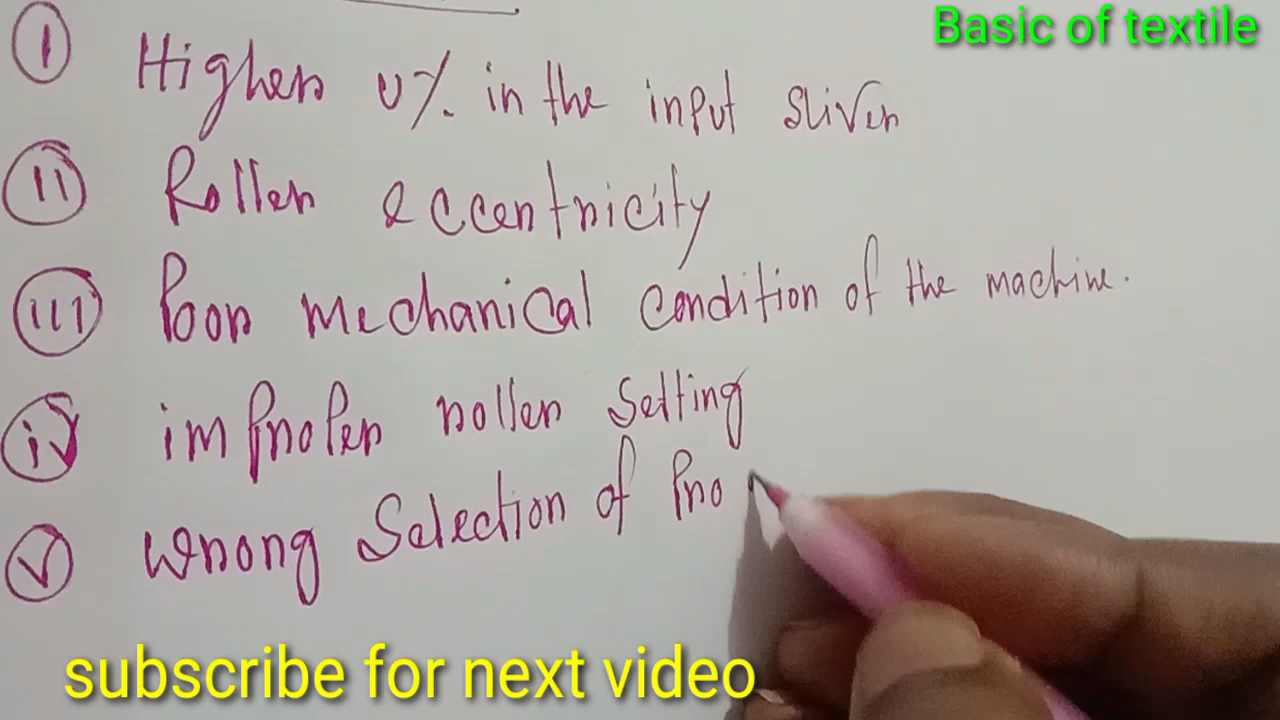 Basic of textile
i Higher U% in the input sliver
ii Roller eccentricity
iii Poor mechanical condition of the machine.
iv improper roller Setting
v Wrong Selection of Pro
subscribe for next video